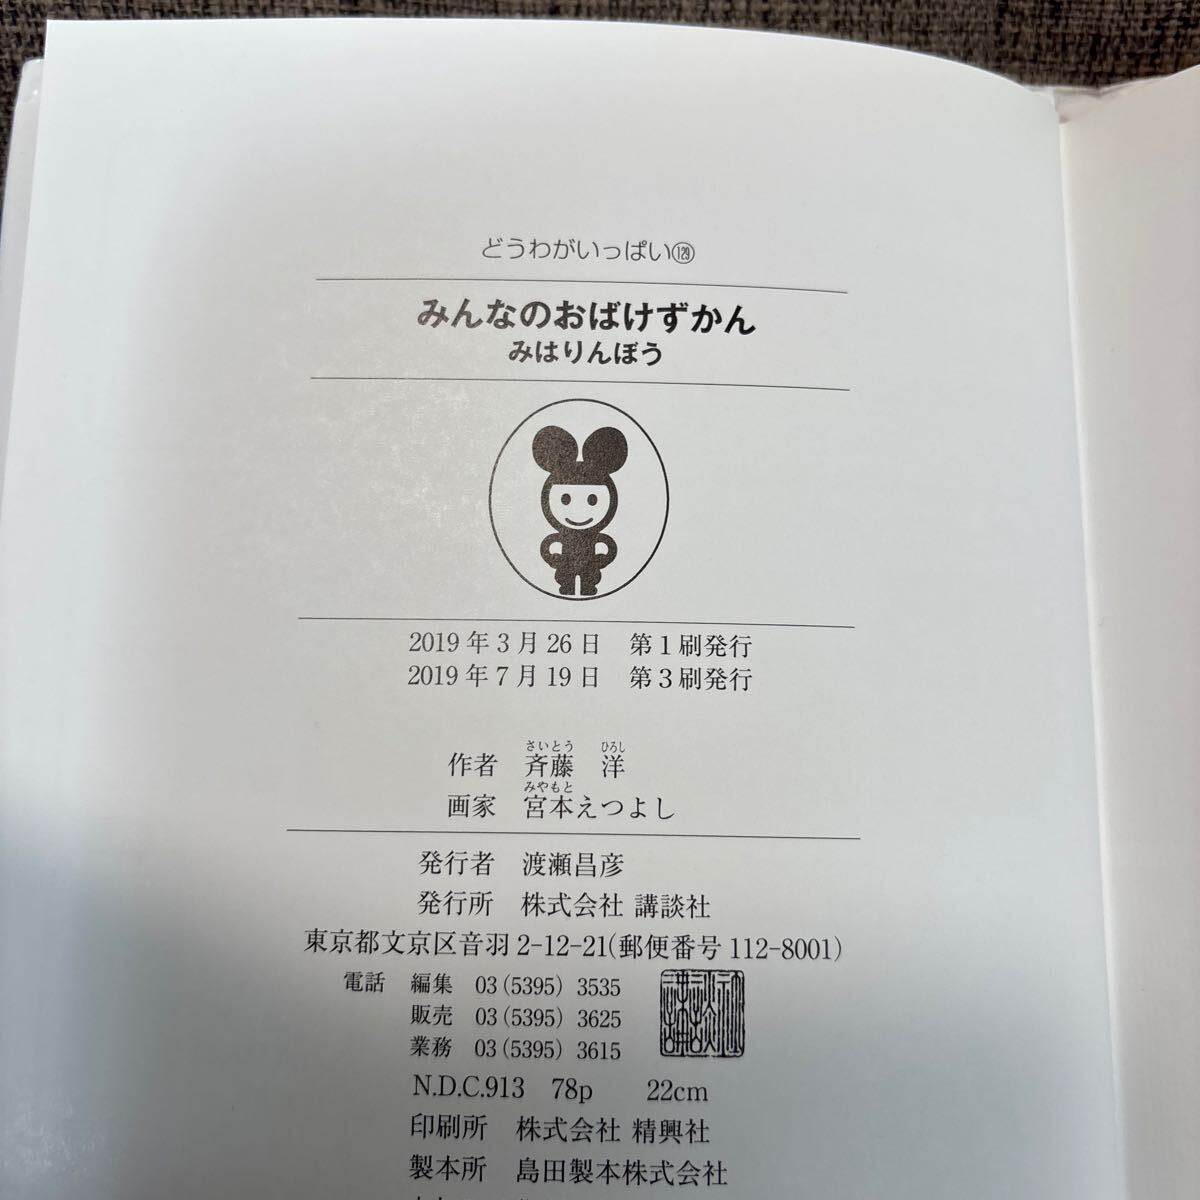 どうわがいっぱい129
みんなのおばけずかん
みはりんぼう
2019年3月26日 第1刷発行
2019年7月19日 第3刷発行
さいとう ひろし
作者 斉藤 洋
みやもと
画家 宮本えつよし
発行者 渡瀬昌彦
発行所 株式会社 講談社
東京都文京区音羽2-12-21(郵便番号112-8001)
電話 編集 03(5395)3535
販売 03(5395)3625
業務 03(5395)3615
N.D.C.913 78p 22cm
印刷所 株式会社 精興社
製本所 島田製本株式会社